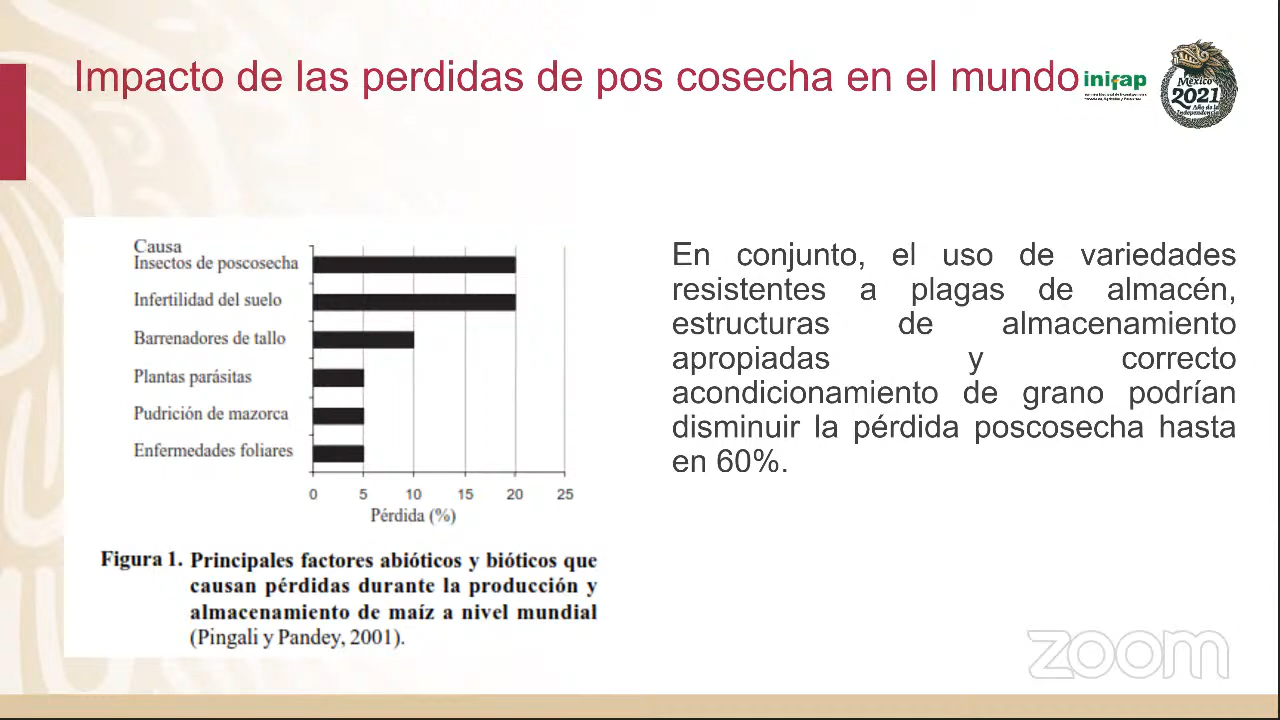 Impacto de las perdidas de pos cosecha en el mundo
inifap
México
2021
Año de la
Independencia
Causa
Insectos de poscosecha
Infertilidad del suelo
Barrenadores de tallo
Plantas parásitas
Pudrición de mazorca
Enfermedades foliares
0 5 10 15 20 25
Pérdida (%)
Figura 1. Principales factores abióticos y bióticos que
causan pérdidas durante la producción y
almacenamiento de maíz a nivel mundial
(Pingali y Pandey, 2001).
En conjunto, el uso de variedades
resistentes a plagas de almacén,
estructuras de almacenamiento
apropiadas y correcto
acondicionamiento de grano podrían
disminuir la pérdida poscosecha hasta
en 60%.
zoom